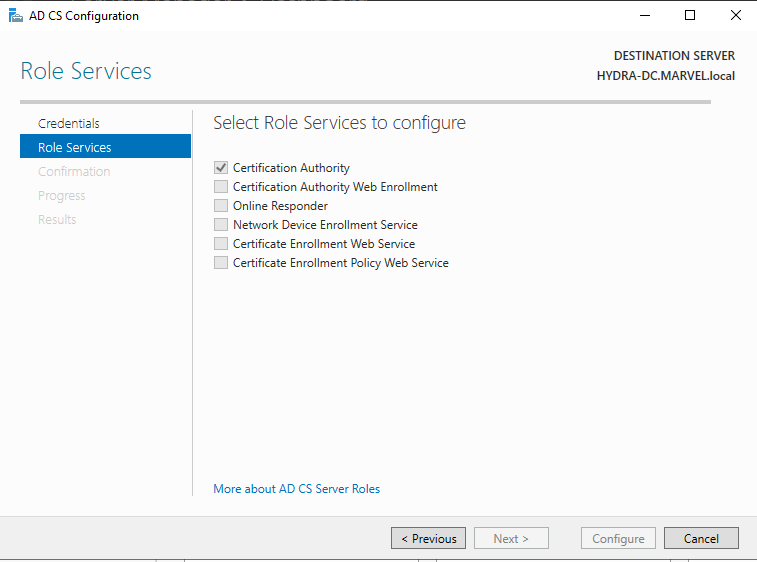 AD CS Configuration
Role Services
DESTINATION SERVER
HYDRA-DC.MARVEL.local
Credentials
Role Services
Confirmation
Progress
Results
Select Role Services to configure
Certification Authority
Certification Authority Web Enrollment
Online Responder
Network Device Enrollment Service
Certificate Enrollment Web Service
Certificate Enrollment Policy Web Service
More about AD CS Server Roles
< Previous
Next >
Configure
Cancel